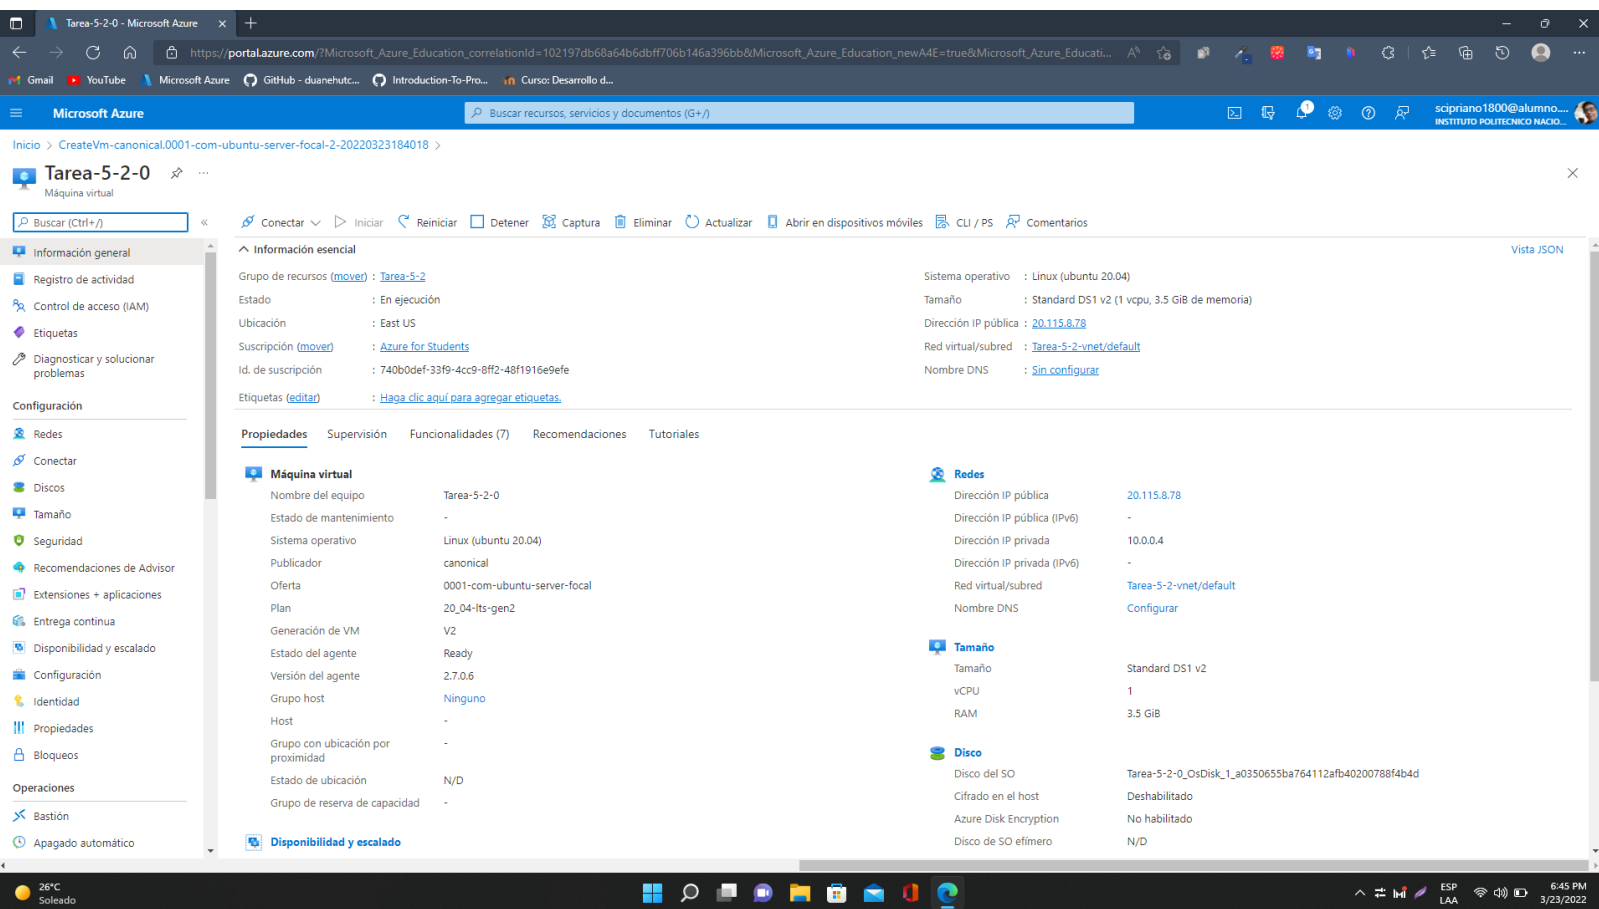 Tarea-5-2-0 - Microsoft Azure
https://portal.azure.com/?Microsoft_Azure_Education_correlationId=102197db68a64b6dbff706b146a396bb&Microsoft_Azure_Education_newA4E=true&Microsoft_Azure_Educati...
Gmail YouTube Microsoft Azure GitHub - duanehutc... Introduction-To-Pro... Curso: Desarrollo d...
Microsoft Azure
Buscar recursos, servicios y documentos (G+/)
1
scipriano1800@alumno....
INSTITUTO POLITECNICO NACIO...
Inicio > CreateVm-canonical.0001-com-ubuntu-server-focal-2-20220323184018 >
Tarea-5-2-0
Máquina virtual
Buscar (Ctrl+/)
Información general
Registro de actividad
Control de acceso (IAM)
Etiquetas
Diagnosticar y solucionar
problemas
Configuración
Redes
Conectar
Discos
Tamaño
Seguridad
Recomendaciones de Advisor
Extensiones + aplicaciones
Entrega continua
Disponibilidad y escalado
Configuración
Identidad
Propiedades
Bloqueos
Operaciones
Bastión
Apagado automático
Conectar Iniciar Reiniciar Detener Captura Eliminar Actualizar Abrir en dispositivos móviles CLI / PS Comentarios
Información esencial
Vista JSON
Grupo de recursos (mover) : Tarea-5-2
Estado : En ejecución
Ubicación : East US
Suscripción (mover) : Azure for Students
Id. de suscripción : 740b0def-33f9-4cc9-8ff2-48f1916e9efe
Etiquetas (editar) : Haga clic aquí para agregar etiquetas.
Sistema operativo : Linux (ubuntu 20.04)
Tamaño : Standard DS1 v2 (1 vcpu, 3.5 GiB de memoria)
Dirección IP pública : 20.115.8.78
Red virtual/subred : Tarea-5-2-vnet/default
Nombre DNS : Sin configurar
Propiedades Supervisión Funcionalidades (7) Recomendaciones Tutoriales
Máquina virtual
Nombre del equipo Tarea-5-2-0
Estado de mantenimiento -
Sistema operativo Linux (ubuntu 20.04)
Publicador canonical
Oferta 0001-com-ubuntu-server-focal
Plan 20_04-lts-gen2
Generación de VM V2
Estado del agente Ready
Versión del agente 2.7.0.6
Grupo host Ninguno
Host -
Grupo con ubicación por -
proximidad
Estado de ubicación N/D
Grupo de reserva de capacidad -
Disponibilidad y escalado
Redes
Dirección IP pública 20.115.8.78
Dirección IP pública (IPv6) -
Dirección IP privada 10.0.0.4
Dirección IP privada (IPv6) -
Red virtual/subred Tarea-5-2-vnet/default
Nombre DNS Configurar
Tamaño
Tamaño Standard DS1 v2
vCPU 1
RAM 3.5 GiB
Disco
Disco del SO Tarea-5-2-0_OsDisk_1_a0350655ba764112afb40200788f4b4d
Cifrado en el host Deshabilitado
Azure Disk Encryption No habilitado
Disco de SO efímero N/D
26°C
Soleado
ESP
LAA
6:45 PM
3/23/2022